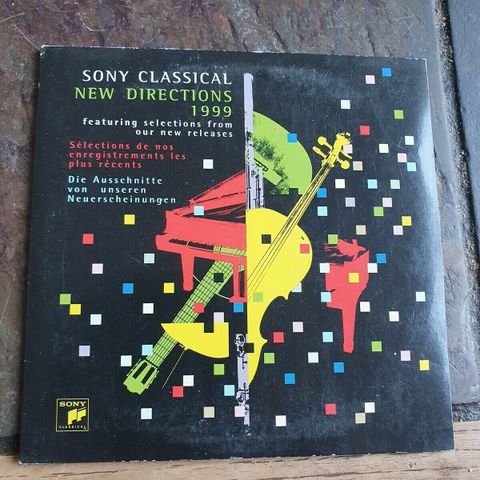 SONY CLASSICAL
NEW DIRECTIONS
1999
featuring selections from
our new releases
Sélections de nos
enregistrements les
plus récents
Die Ausschnitte
von unseren
Neuerscheinungen
SONY
CLASSICAL